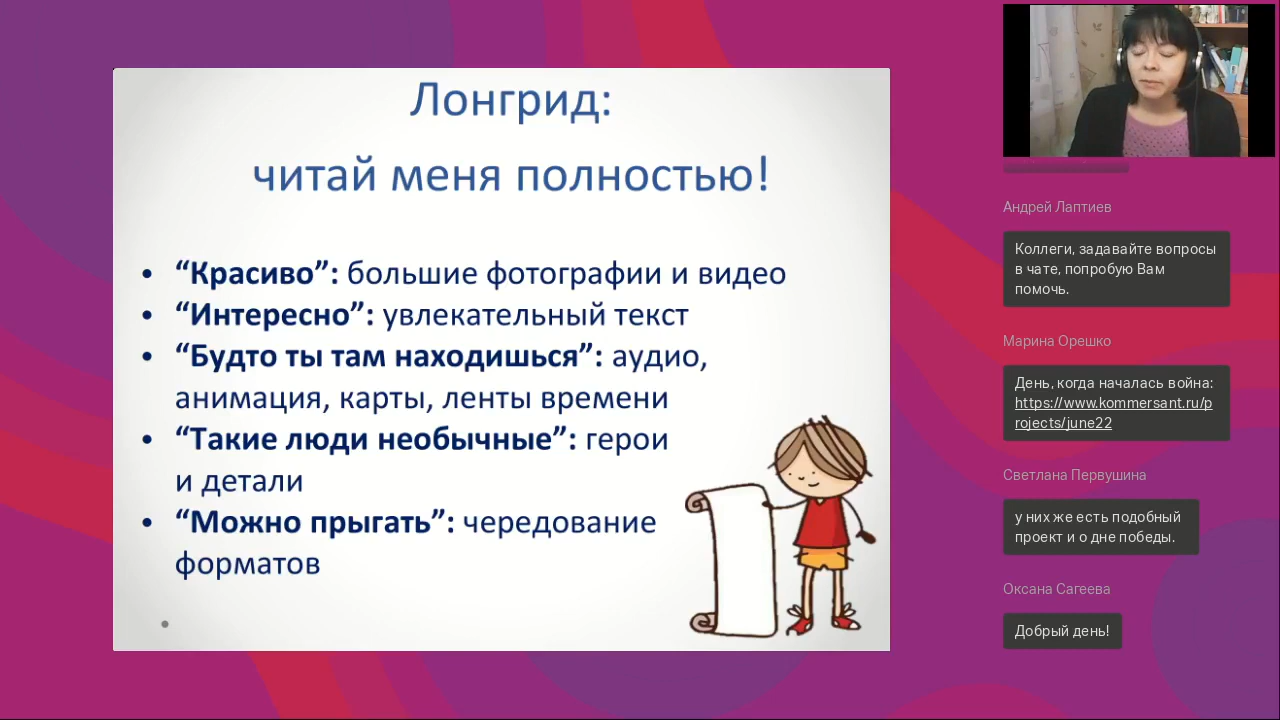 Лонгрид:
читай меня полностью!
• “Красиво”: большие фотографии и видео
• “Интересно”: увлекательный текст
• “Будто ты там находишься”: аудио,
анимация, карты, ленты времени
• “Такие люди необычные”: герои
и детали
• “Можно прыгать”: чередование
форматов
Андрей Лаптиев
Коллеги, задавайте вопросы
в чате, попробую Вам
помочь.
Марина Орешко
День, когда началась война:
https://www.kommersant.ru/p
rojects/june22
Светлана Первушина
у них же есть подобный
проект и о дне победы.
Оксана Сагеева
Добрый день!